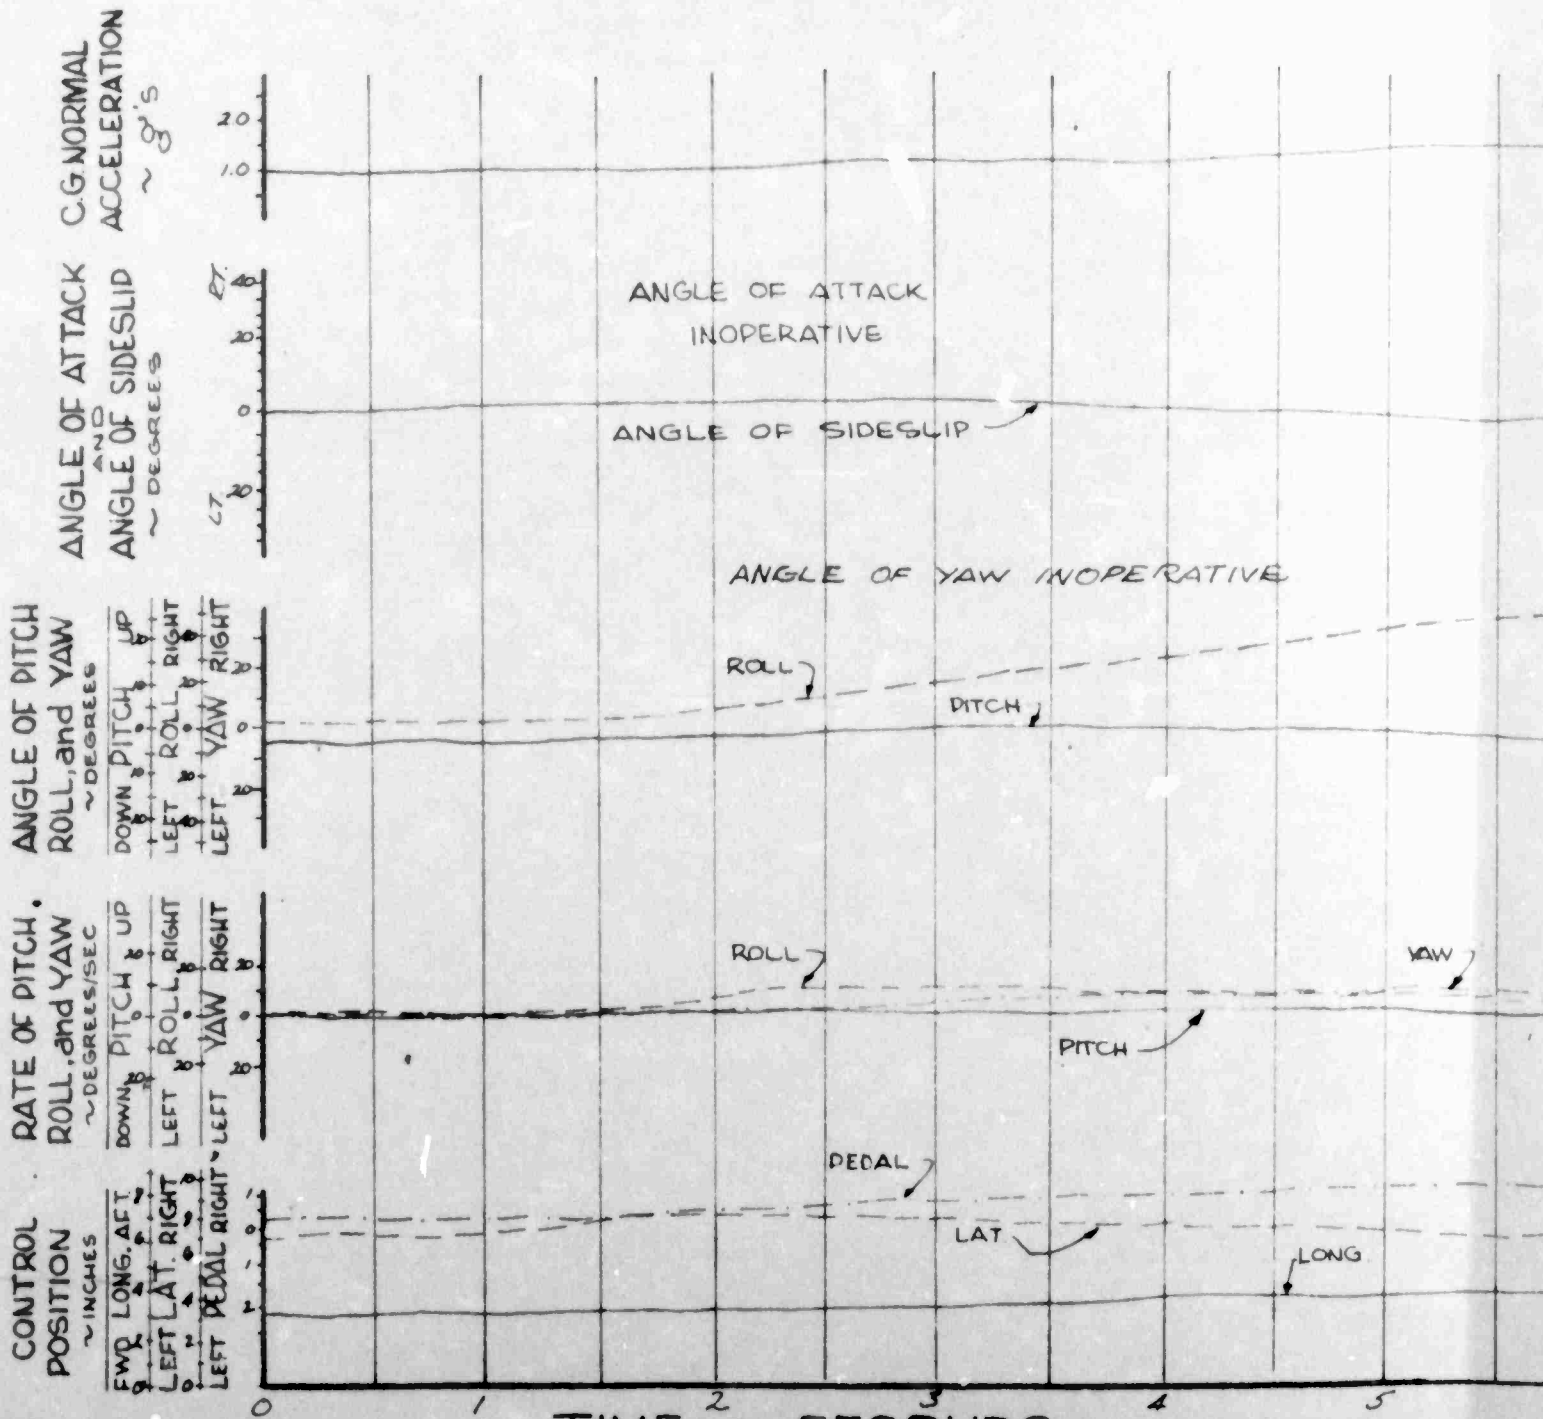 C.G. NORMAL
ACCELERATION
~ g's
20
1.0
ANGLE OF ATTACK
AND
ANGLE OF SIDESLIP
~ DEGREES
RT.
40
20
0
20
LT
ANGLE OF ATTACK
INOPERATIVE
ANGLE OF SIDESLIP
ANGLE OF PITCH
ROLL, and YAW
~DEGREES
DOWN PITCH UP
LEFT ROLL RIGHT
LEFT YAW RIGHT
20
0
20
ANGLE OF YAW INOPERATIVE
ROLL
PITCH
RATE OF PITCH,
ROLL, and YAW
~DEGREES/SEC
DOWN PITCH UP
LEFT ROLL RIGHT
LEFT YAW RIGHT
20
0
20
ROLL
YAW
PITCH
CONTROL
POSITION
~INCHES
FWD LONG. AFT
LEFT LAT. RIGHT
LEFT PEDAL RIGHT
PEDAL
LAT
LONG
0 1 2 3 4 5